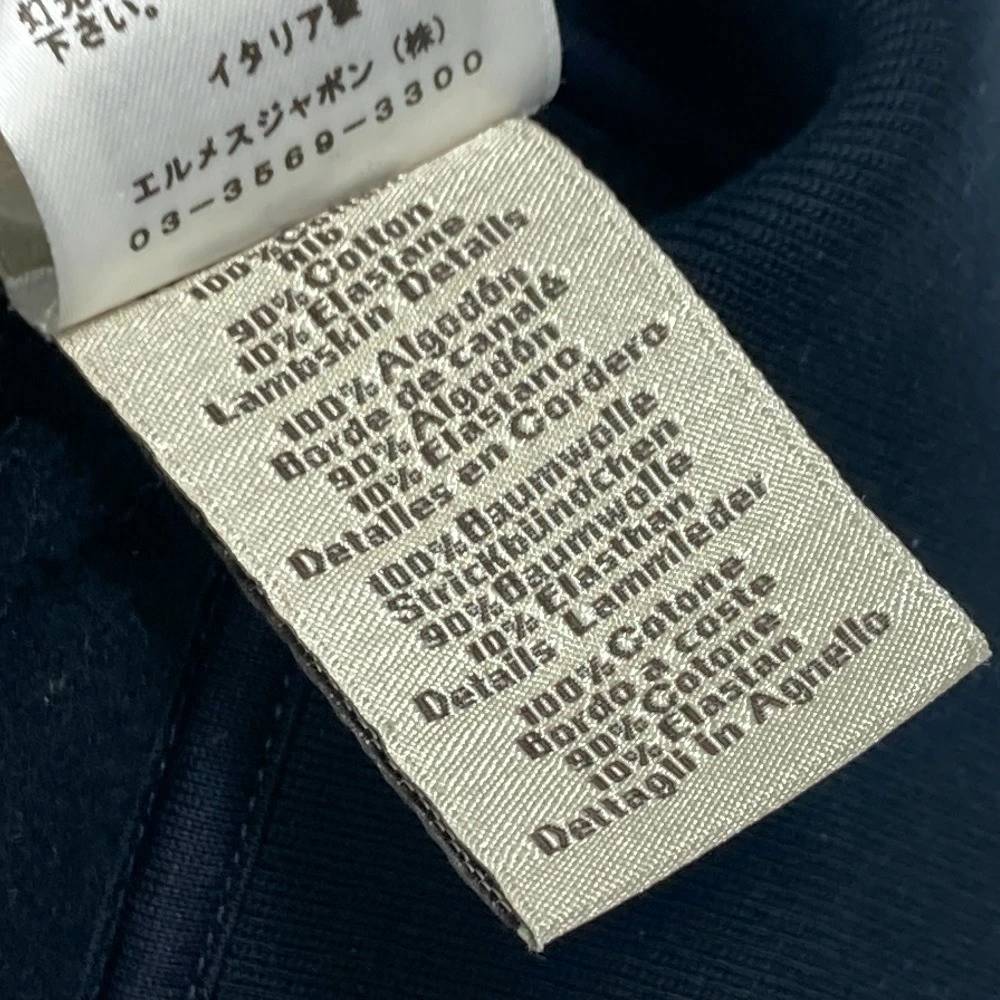 下さい。
イタリア製
エルメスジャポン(株)
03-3569-3300
100%
Rib
90% Cotton
10% Elastane
Lambskin Details
100% Algodón
Borde de canalé
90% Algodón
10% Elastano
Detalles en Cordero
100% Baumwolle
Strickbündchen
90% Baumwolle
10% Elasthan
Details Lammleder
100% Cotone
Bordo a coste
90% Cotone
10% Elastan
Dettagli in Agnello